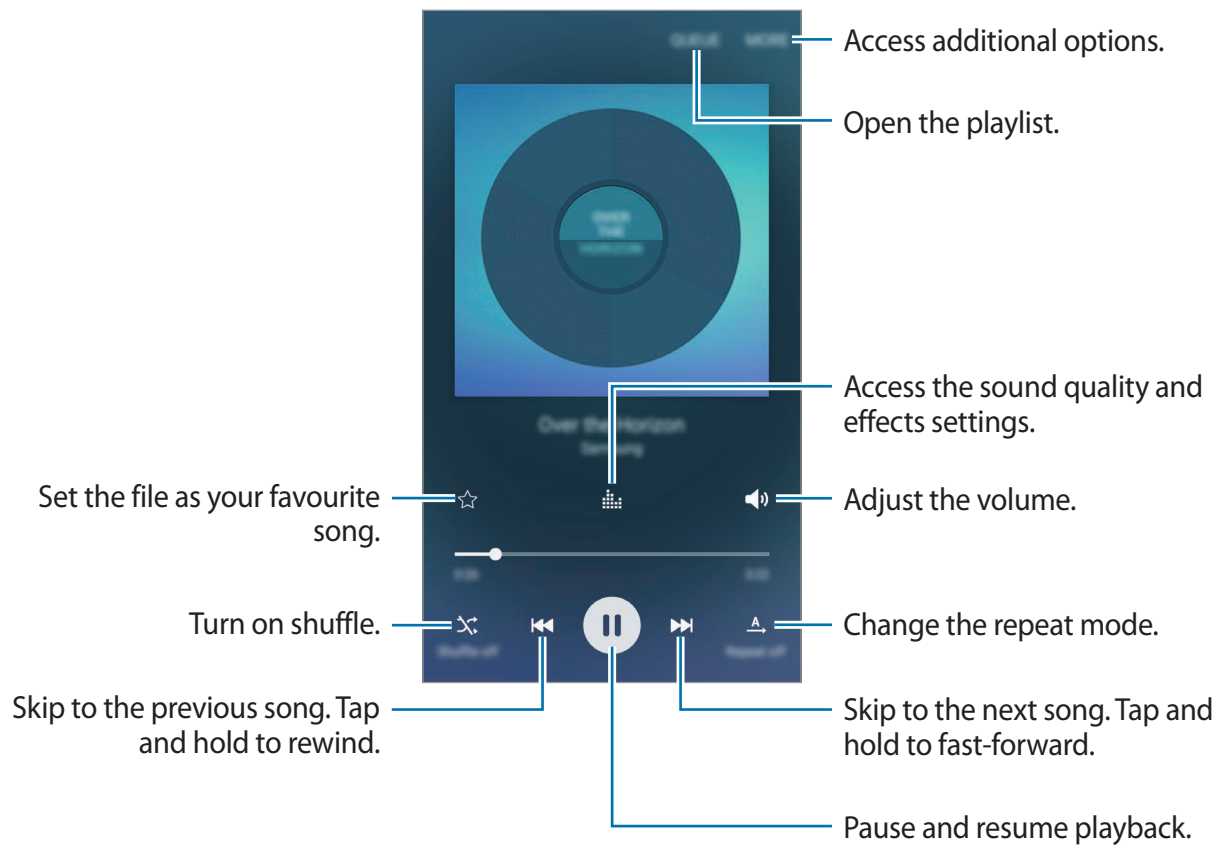 QUEUE MORE
Access additional options.
Open the playlist.
OVER
THE
HORIZON
Access the sound quality and
effects settings.
Over the Horizon
Samsung
Set the file as your favourite
song.
Adjust the volume.
Turn on shuffle.
A
Change the repeat mode.
Shuffle off
Repeat off
Skip to the previous song. Tap
and hold to rewind.
Skip to the next song. Tap and
hold to fast-forward.
Pause and resume playback.